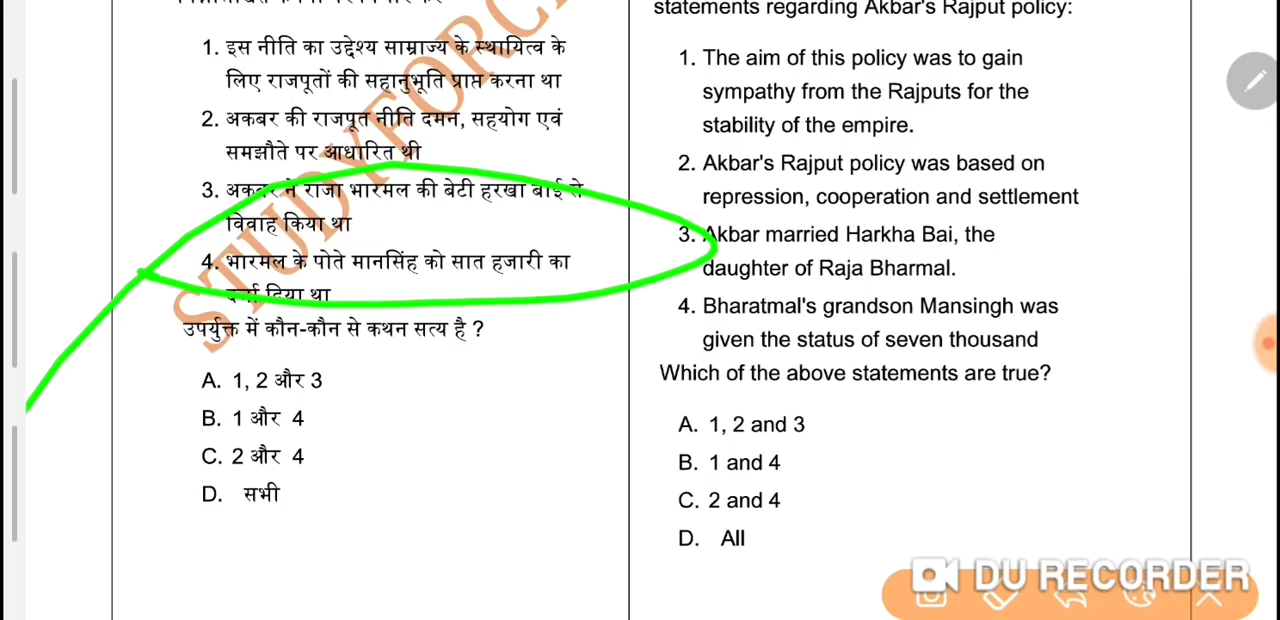 1. इस नीति का उद्देश्य साम्राज्य के स्थायित्व के
लिए राजपूतों की सहानुभूति प्राप्त करना था
2. अकबर की राजपूत नीति दमन, सहयोग एवं
समझौते पर आधारित थी
3. अकबर ने राजा भारमल की बेटी हरखा बाई से
विवाह किया था
4. भारमल के पोते मानसिंह को सात हजारी का
दर्जा दिया था
उपर्युक्त में कौन-कौन से कथन सत्य है ?
A. 1, 2 और 3
B. 1 और 4
C. 2 और 4
D. सभी
statements regarding Akbar's Rajput policy:
1. The aim of this policy was to gain
sympathy from the Rajputs for the
stability of the empire.
2. Akbar's Rajput policy was based on
repression, cooperation and settlement
3. Akbar married Harkha Bai, the
daughter of Raja Bharmal.
4. Bharatmal's grandson Mansingh was
given the status of seven thousand
Which of the above statements are true?
A. 1, 2 and 3
B. 1 and 4
C. 2 and 4
D. All
STUDYFORC
DU RECORDER